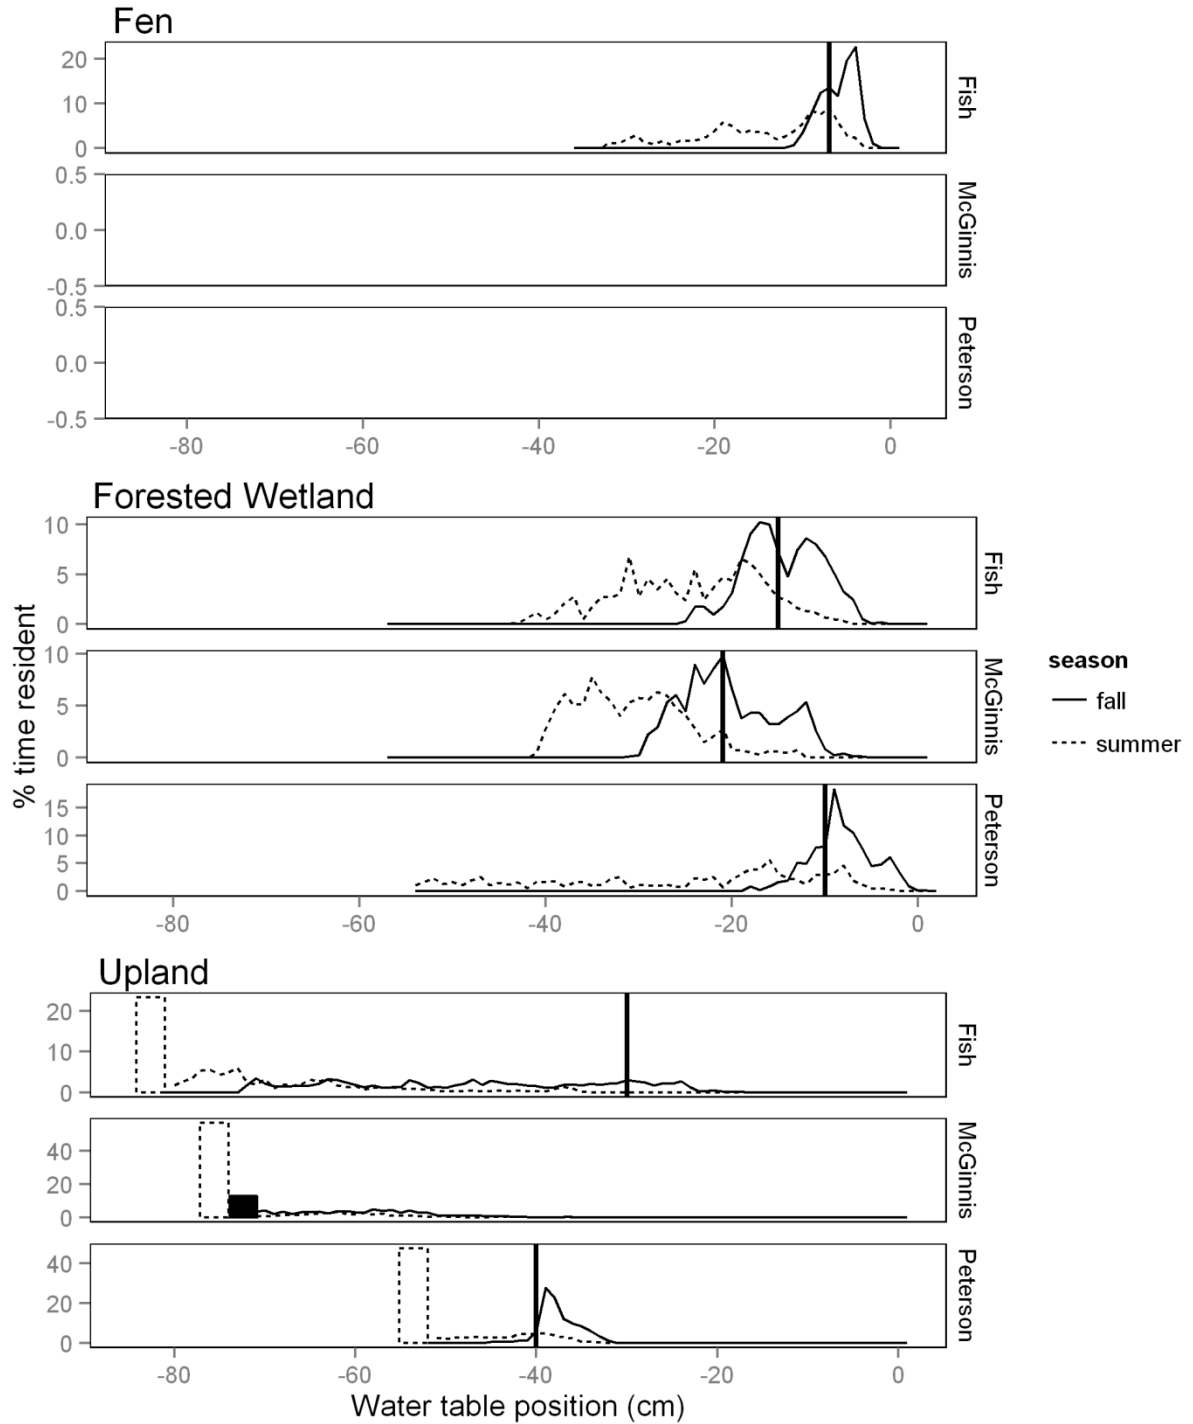 Fen
20
10
0
Fish
0.5
0.0
-0.5
McGinnis
0.5
0.0
-0.5
Peterson
-80 -60 -40 -20 0
Forested Wetland
10
5
0
Fish
10
5
0
McGinnis
15
10
5
0
Peterson
-80 -60 -40 -20 0
% time resident
season
fall
summer
Upland
20
10
0
Fish
40
20
0
McGinnis
40
20
0
Peterson
-80 -60 -40 -20 0
Water table position (cm)